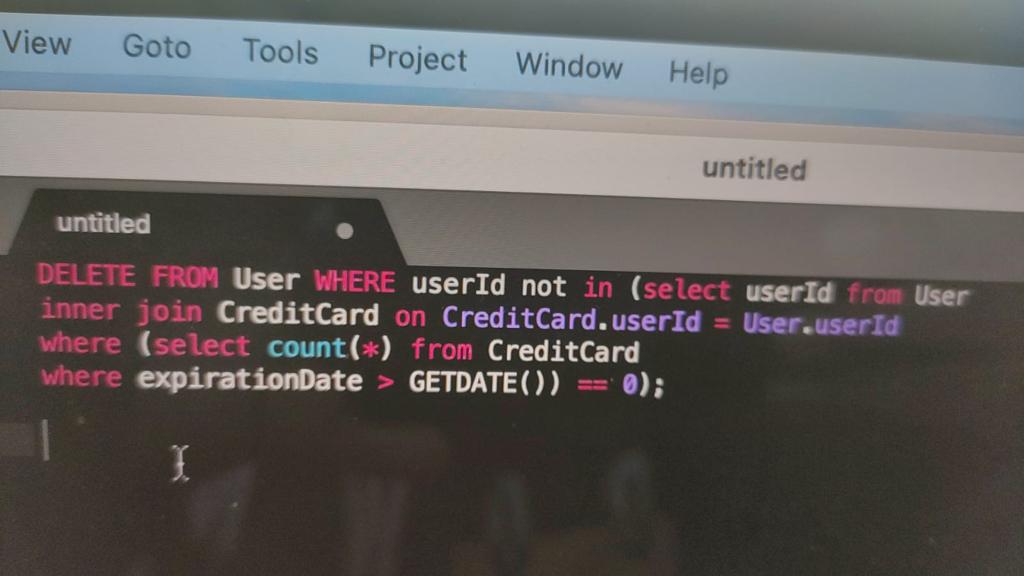 View Goto Tools Project Window Help
untitled
untitled
DELETE FROM User WHERE userId not in (select userId from User
inner join CreditCard on CreditCard.userId = User.userId
where (select count(*) from CreditCard
where expirationDate > GETDATE()) == 0);